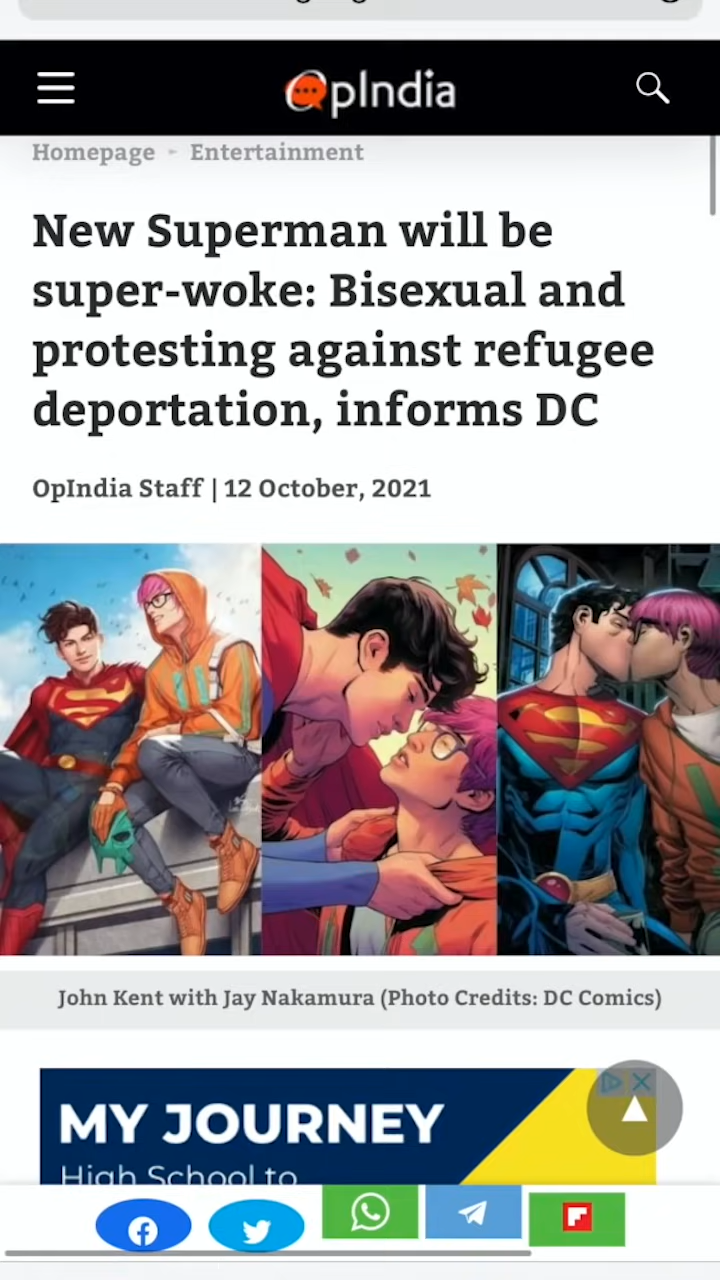 OpIndia
Homepage - Entertainment
New Superman will be
super-woke: Bisexual and
protesting against refugee
deportation, informs DC
OpIndia Staff | 12 October, 2021
John Kent with Jay Nakamura (Photo Credits: DC Comics)
MY JOURNEY
High School to